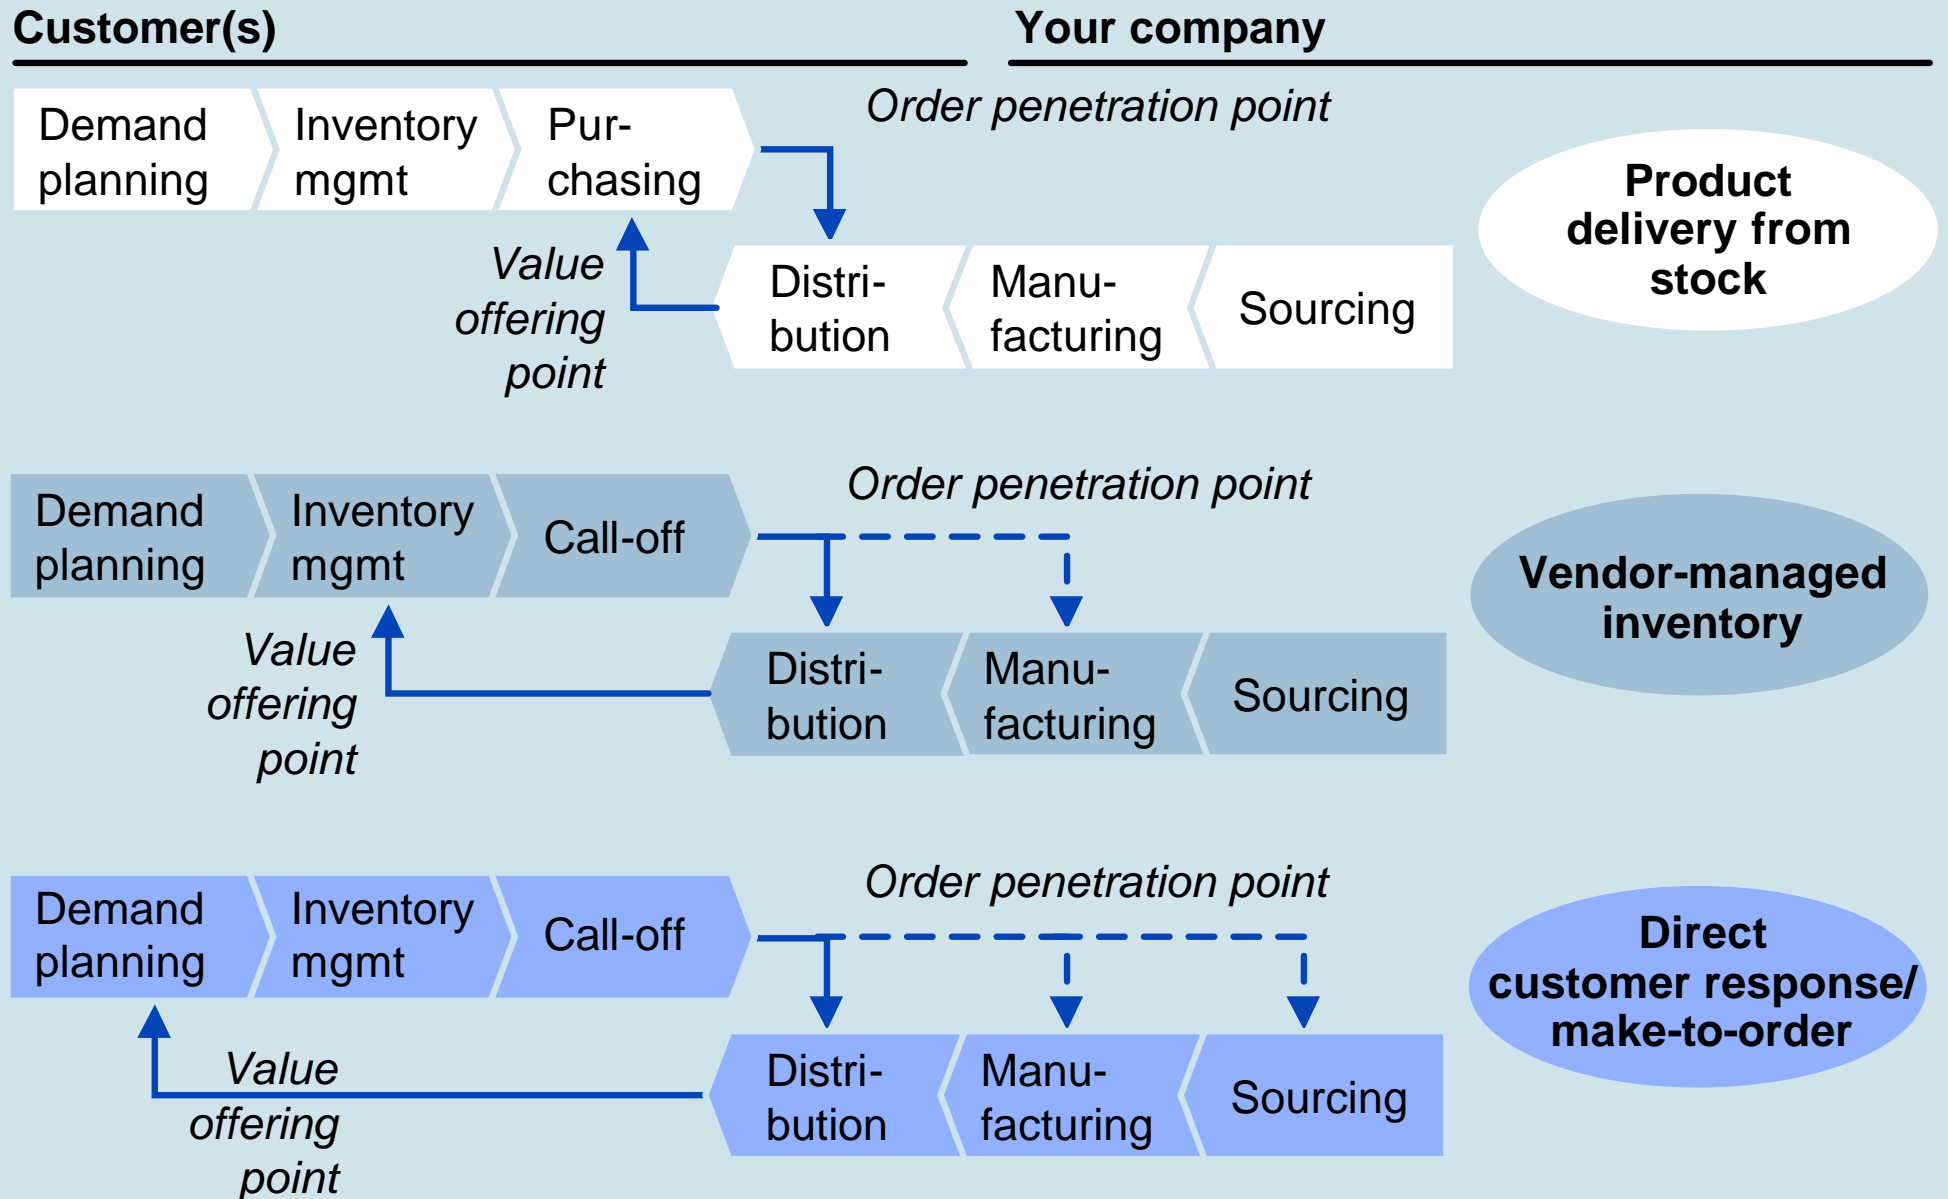 Customer(s)
Your company
Order penetration point
Demand
planning
Inventory
mgmt
Pur-
chasing
Value
offering
point
Distri-
bution
Manu-
facturing
Sourcing
Product
delivery from
stock
Order penetration point
Demand
planning
Inventory
mgmt
Call-off
Value
offering
point
Distri-
bution
Manu-
facturing
Sourcing
Vendor-managed
inventory
Order penetration point
Demand
planning
Inventory
mgmt
Call-off
Value
offering
point
Distri-
bution
Manu-
facturing
Sourcing
Direct
customer response/
make-to-order